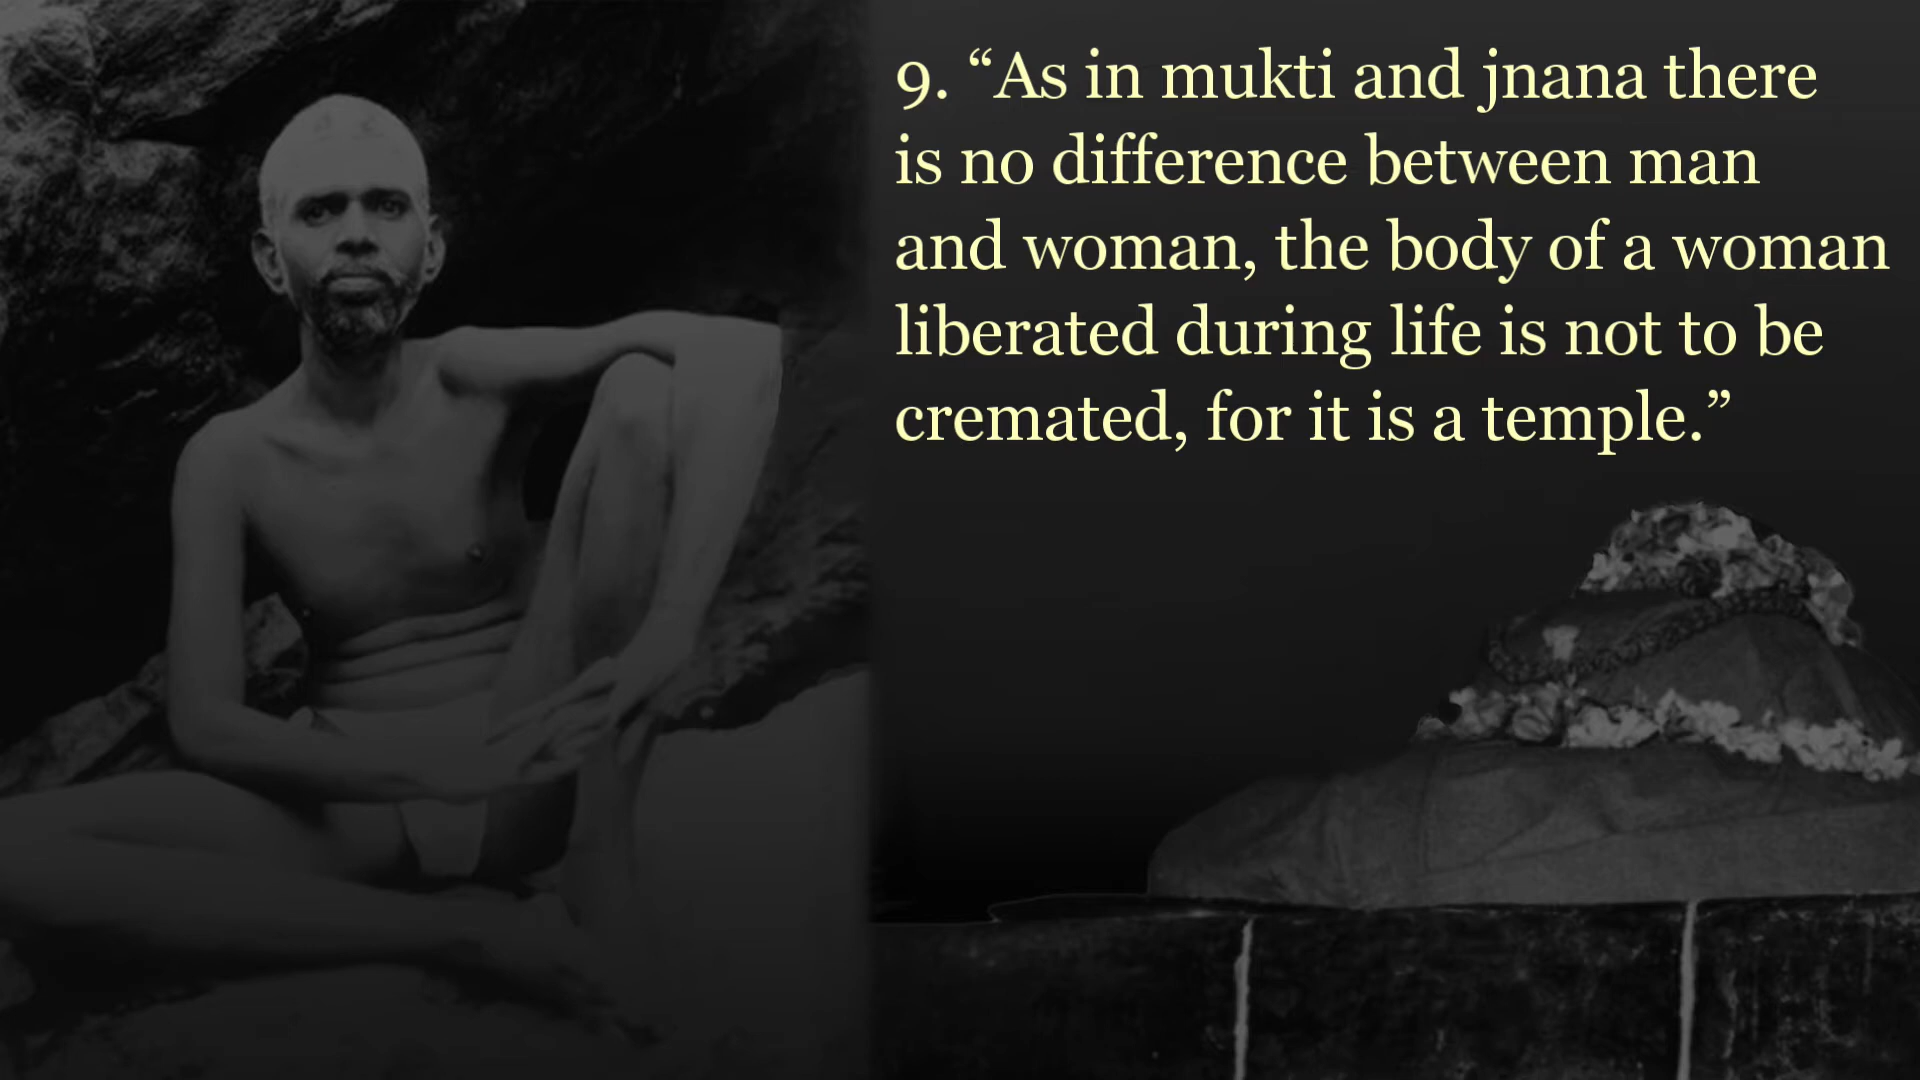 9. “As in mukti and jnana there
is no difference between man
and woman, the body of a woman
liberated during life is not to be
cremated, for it is a temple.”